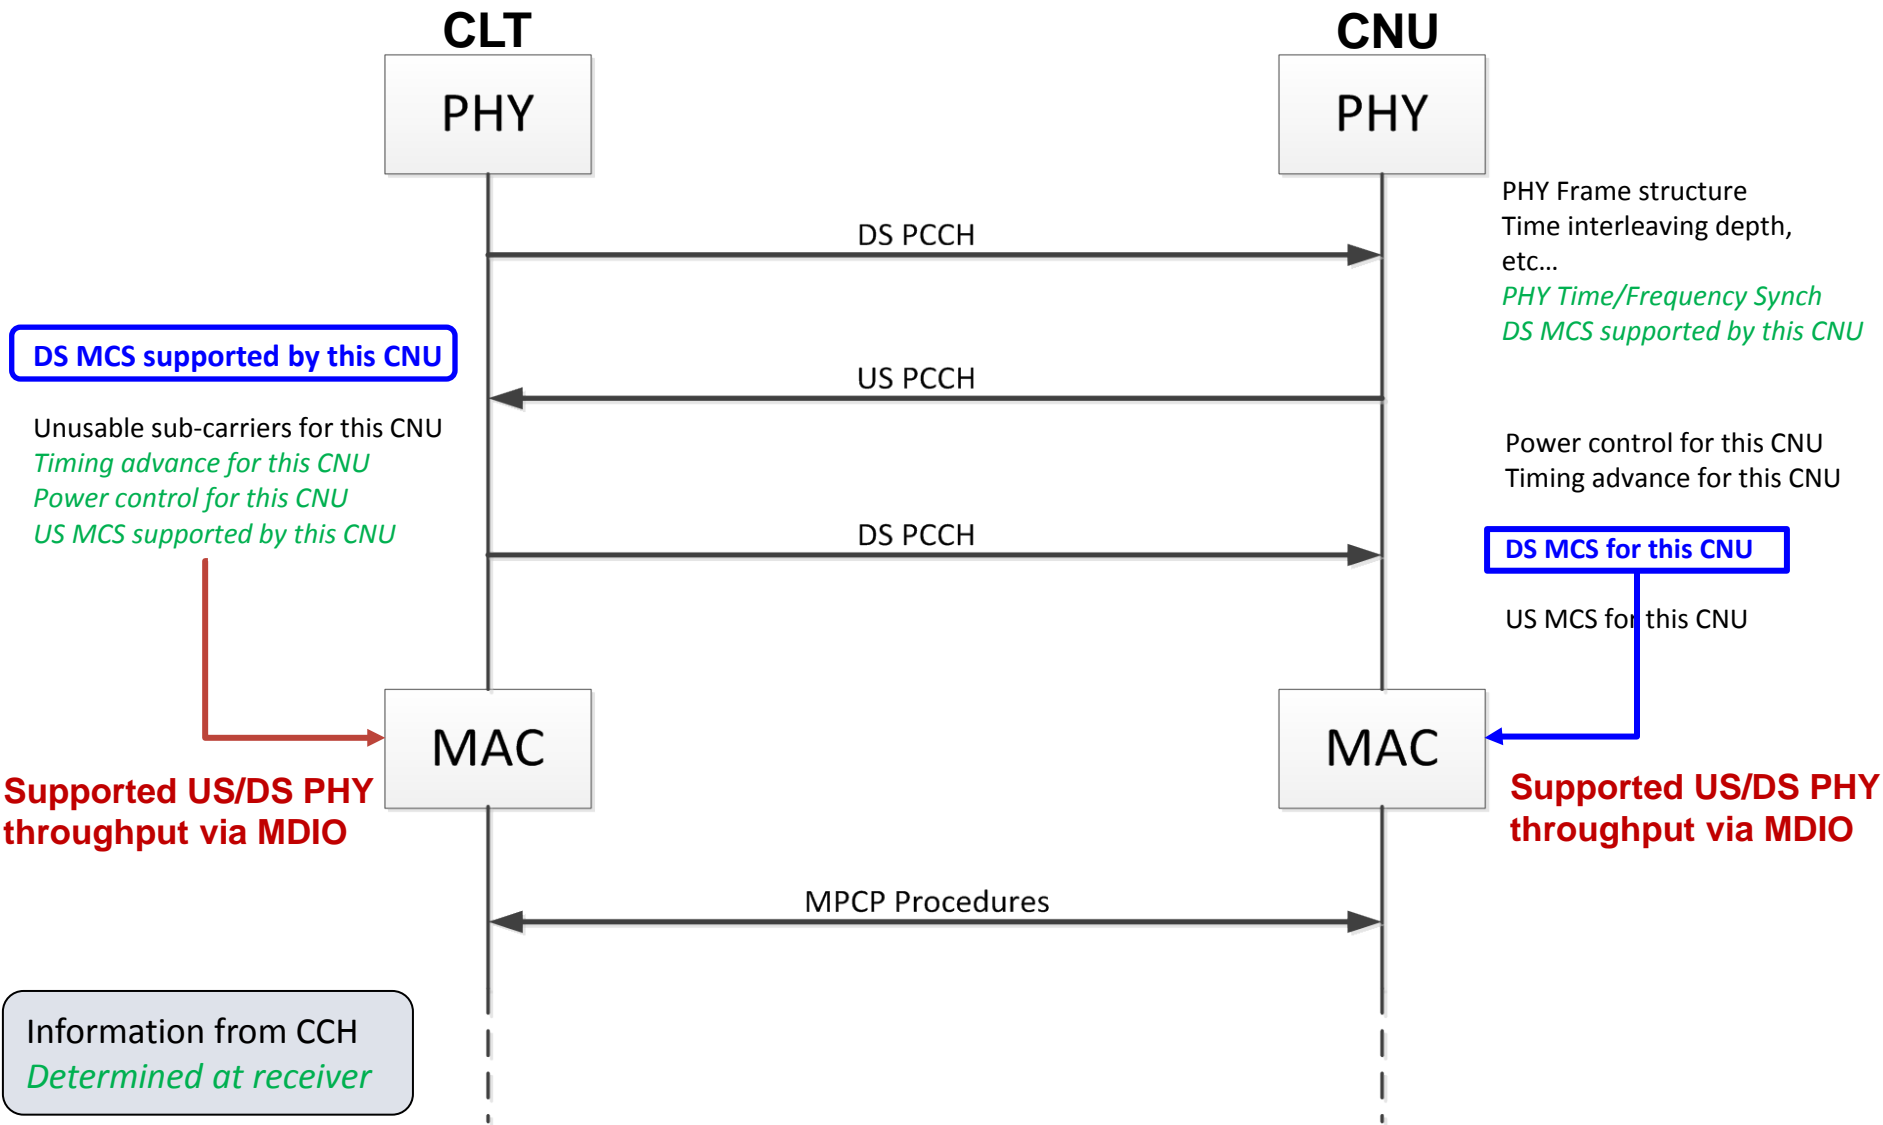 CLT
CNU
PHY
PHY
DS PCCH
PHY Frame structure
Time interleaving depth,
etc...
PHY Time/Frequency Synch
DS MCS supported by this CNU
DS MCS supported by this CNU
US PCCH
Unusable sub-carriers for this CNU
Timing advance for this CNU
Power control for this CNU
US MCS supported by this CNU
Power control for this CNU
Timing advance for this CNU
DS PCCH
DS MCS for this CNU
US MCS for this CNU
MAC
MAC
Supported US/DS PHY
throughput via MDIO
Supported US/DS PHY
throughput via MDIO
MPCP Procedures
Information from CCH
Determined at receiver